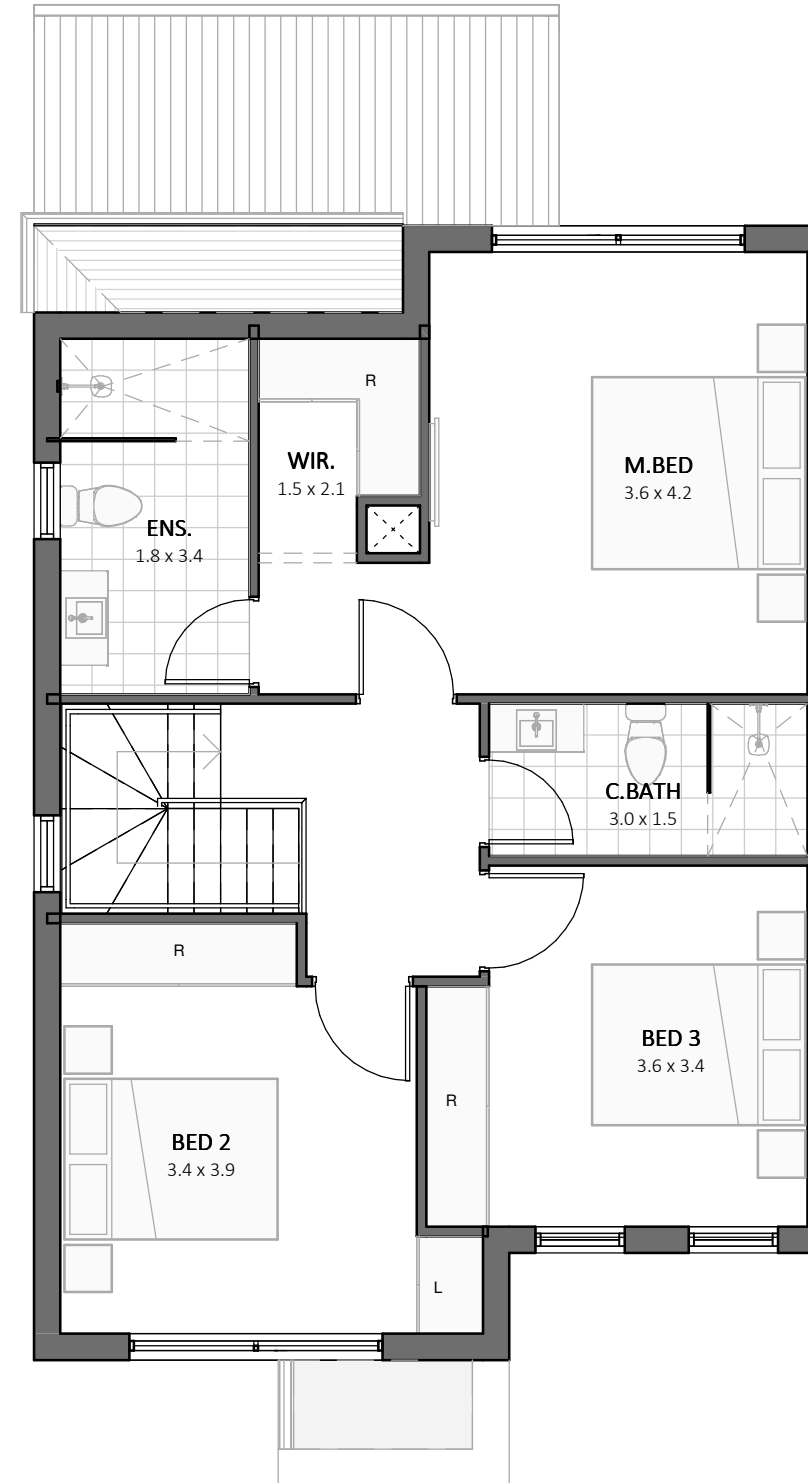 R
WIR.
1.5 x 2.1
M.BED
3.6 x 4.2
ENS.
1.8 x 3.4
C.BATH
3.0 x 1.5
R
BED 3
3.6 x 3.4
R
BED 2
3.4 x 3.9
L